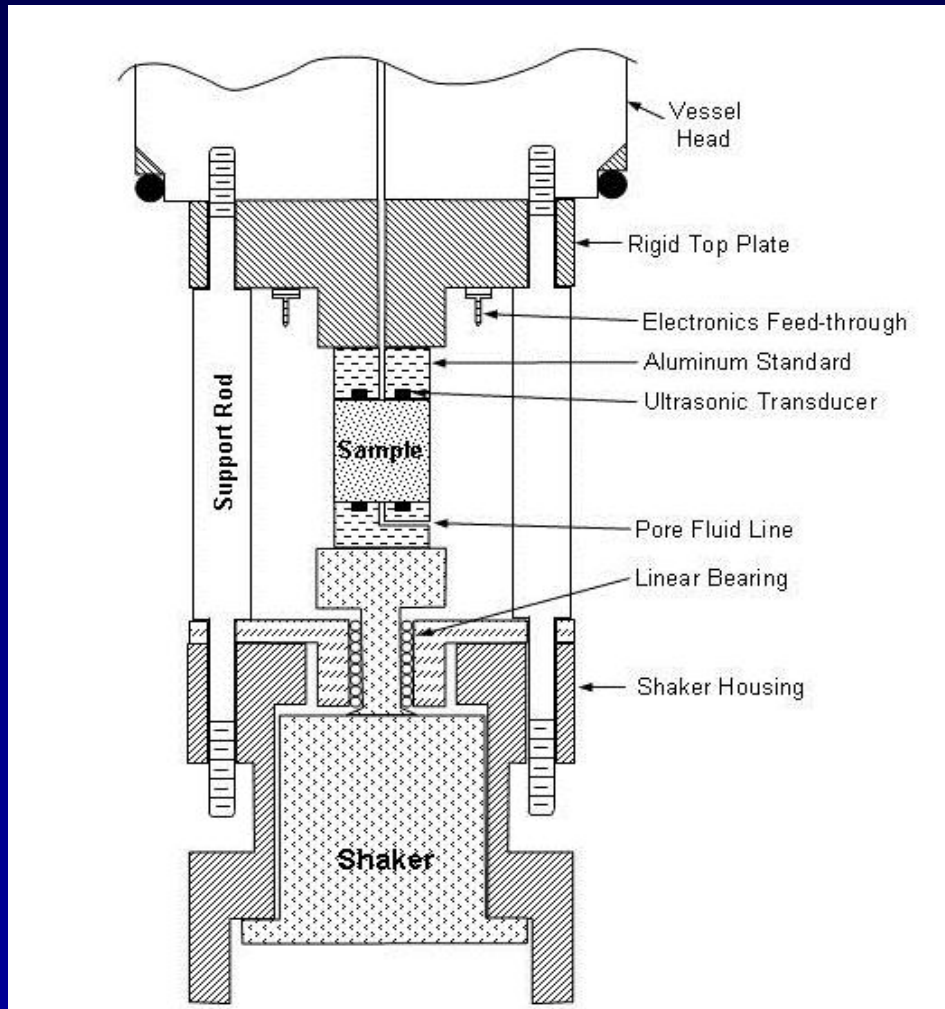 Vessel
Head
Rigid Top Plate
Electronics Feed-through
Aluminum Standard
Ultrasonic Transducer
Support Rod
Sample
Pore Fluid Line
Linear Bearing
Shaker Housing
Shaker